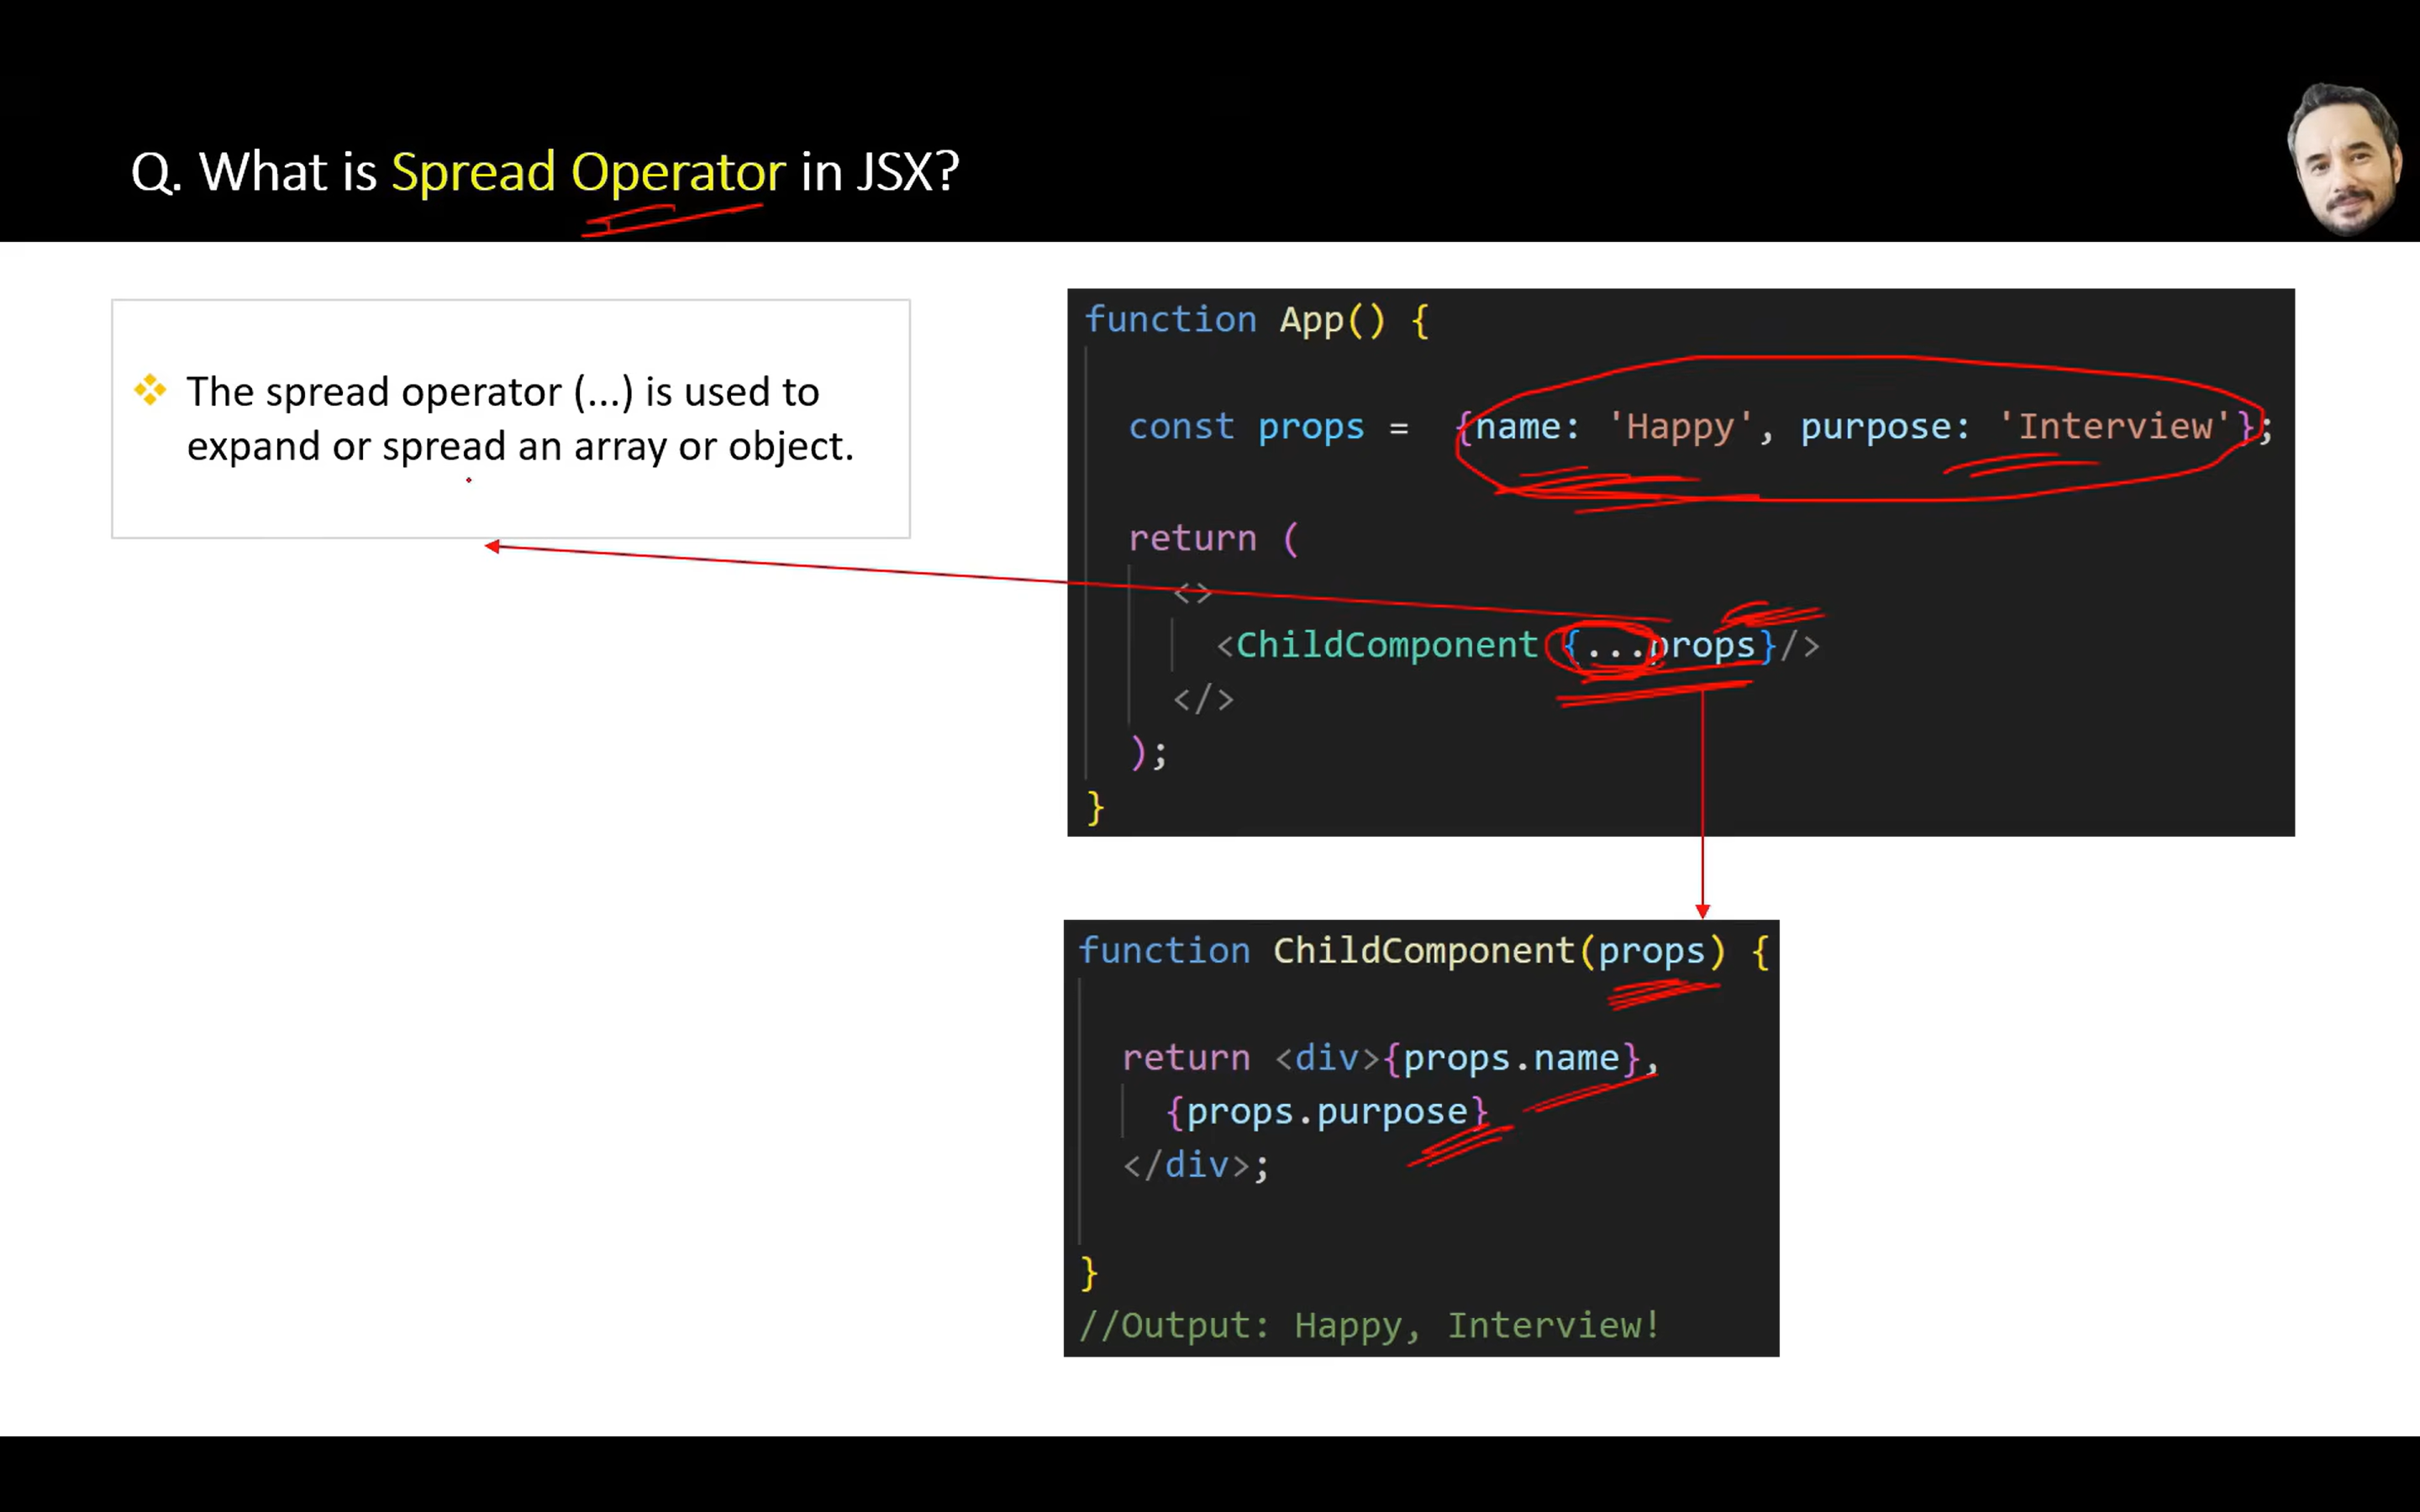 Q. What is Spread Operator in JSX?
❖ The spread operator (...) is used to
expand or spread an array or object.
function App() {
const props = {name: 'Happy', purpose: 'Interview'};
return (
<>
<ChildComponent {...props}/>
</>
);
}
function ChildComponent(props) {
return <div>{props.name},
{props.purpose}
</div>;
}
//Output: Happy, Interview!